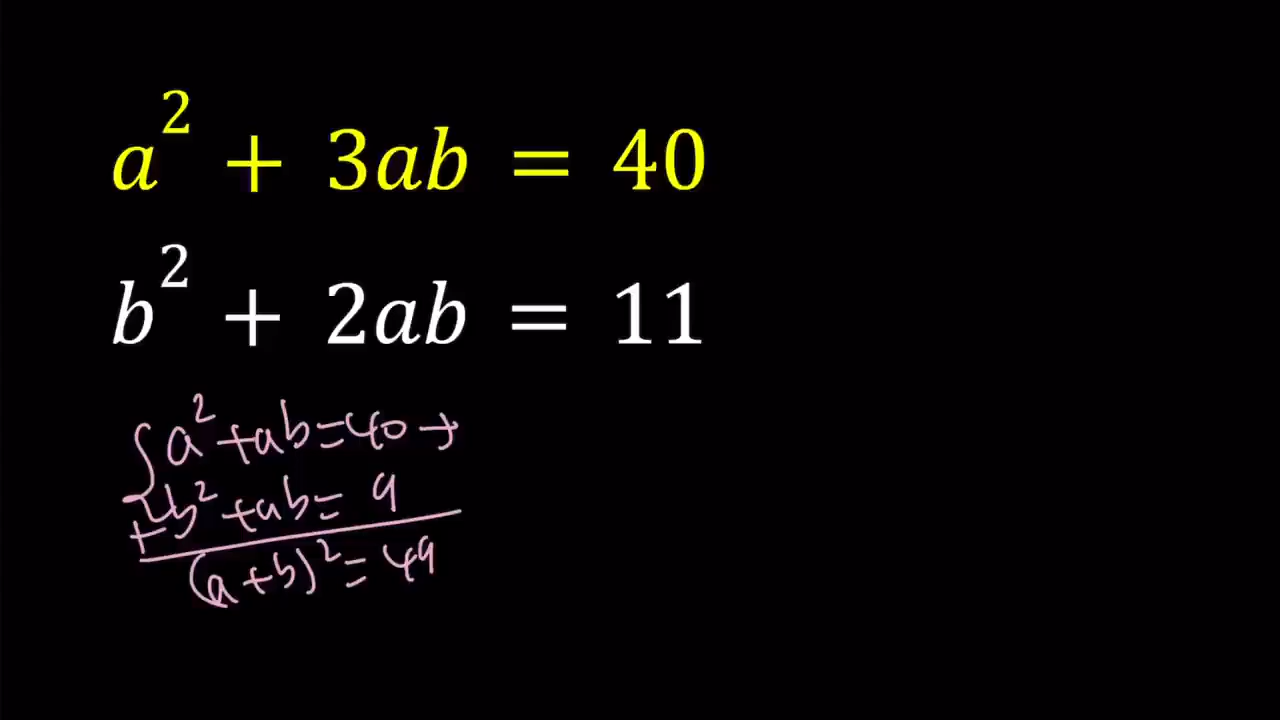 a² + 3ab = 40
b² + 2ab = 11
a² + ab = 40 →
b² + ab = 9
+
(a + b)² = 49